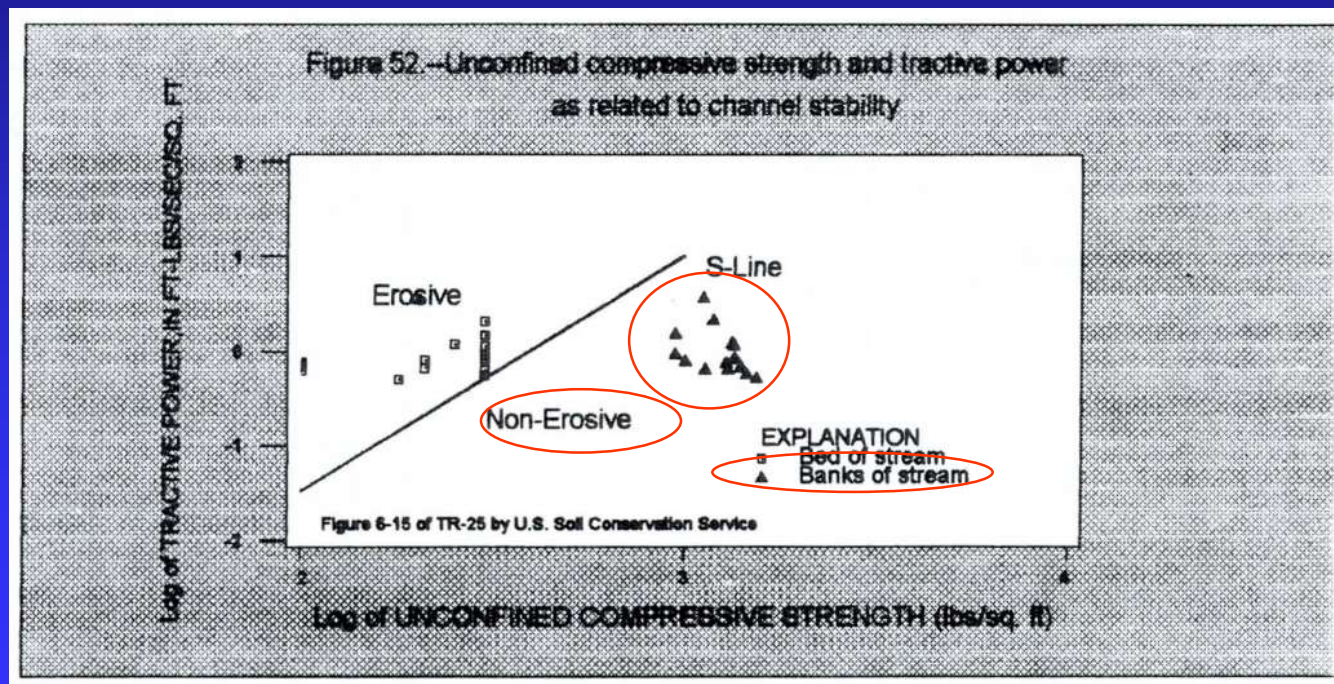 Figure 52.--Unconfined compressive strength and tractive power
as related to channel stability
Log of TRACTIVE POWER,IN FT-LBS/SEC/SQ. FT
2
1
0
-1
-2
S-Line
Erosive
Non-Erosive
EXPLANATION
Bed of stream
Banks of stream
Figure 6-15 of TR-25 by U.S. Soil Conservation Service
2
3
4
Log of UNCONFINED COMPRESSIVE STRENGTH (lbs/sq. ft)